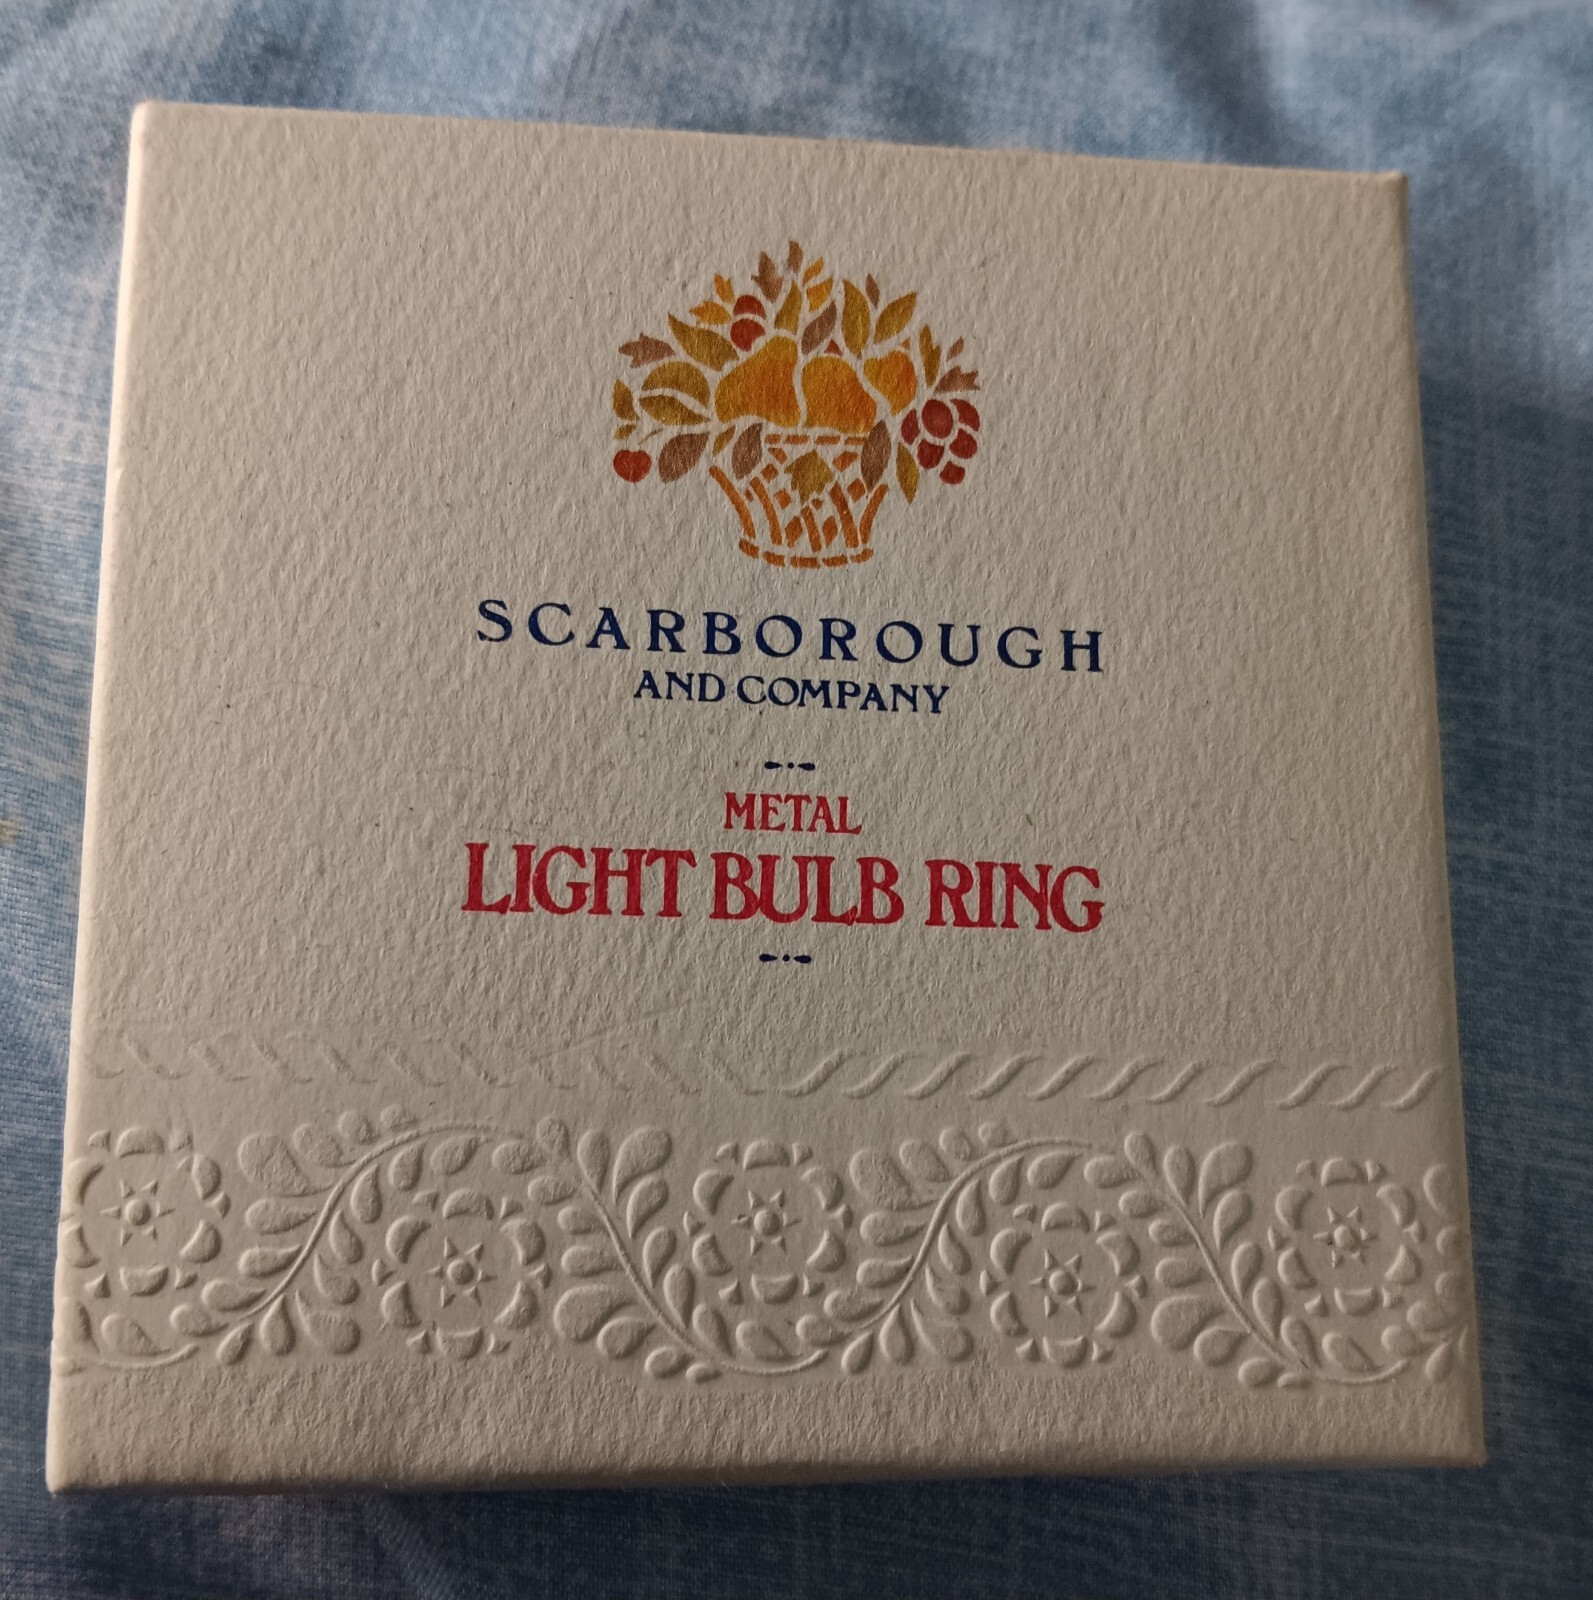 SCARBOROUGH
AND COMPANY
METAL
LIGHT BULB RING